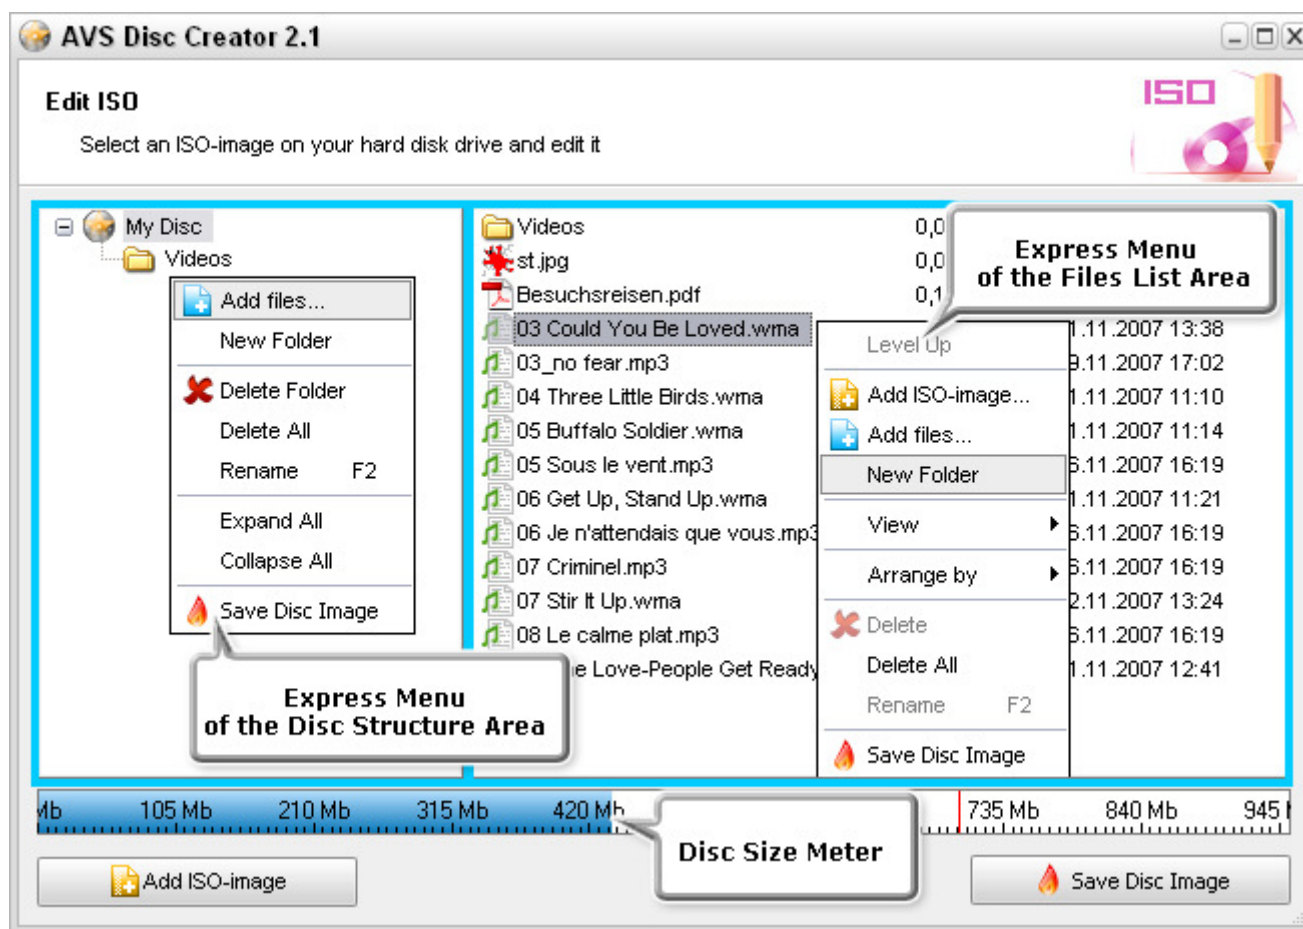 AVS Disc Creator 2.1
Edit ISO
Select an ISO-image on your hard disk drive and edit it
ISO
My Disc
Videos
Add files...
New Folder
Delete Folder
Delete All
Rename F2
Expand All
Collapse All
Save Disc Image
Express Menu
of the Disc Structure Area
Videos 0,0
st.jpg 0,0
Besuchsreisen.pdf 0,1
03 Could You Be Loved.wma 1.11.2007 13:38
03_no fear.mp3 9.11.2007 17:02
04 Three Little Birds.wma 1.11.2007 11:10
05 Buffalo Soldier.wma 1.11.2007 11:14
05 Sous le vent.mp3 6.11.2007 16:19
06 Get Up, Stand Up.wma 1.11.2007 11:21
06 Je n'attendais que vous.mp3 6.11.2007 16:19
07 Criminel.mp3 6.11.2007 16:19
07 Stir It Up.wma 2.11.2007 13:24
08 Le calme plat.mp3 6.11.2007 16:19
e Love-People Get Ready 1.11.2007 12:41
Express Menu
of the Files List Area
Level Up
Add ISO-image...
Add files...
New Folder
View
Arrange by
Delete
Delete All
Rename F2
Save Disc Image
Mb 105 Mb 210 Mb 315 Mb 420 Mb 735 Mb 840 Mb 945
Disc Size Meter
Add ISO-image
Save Disc Image